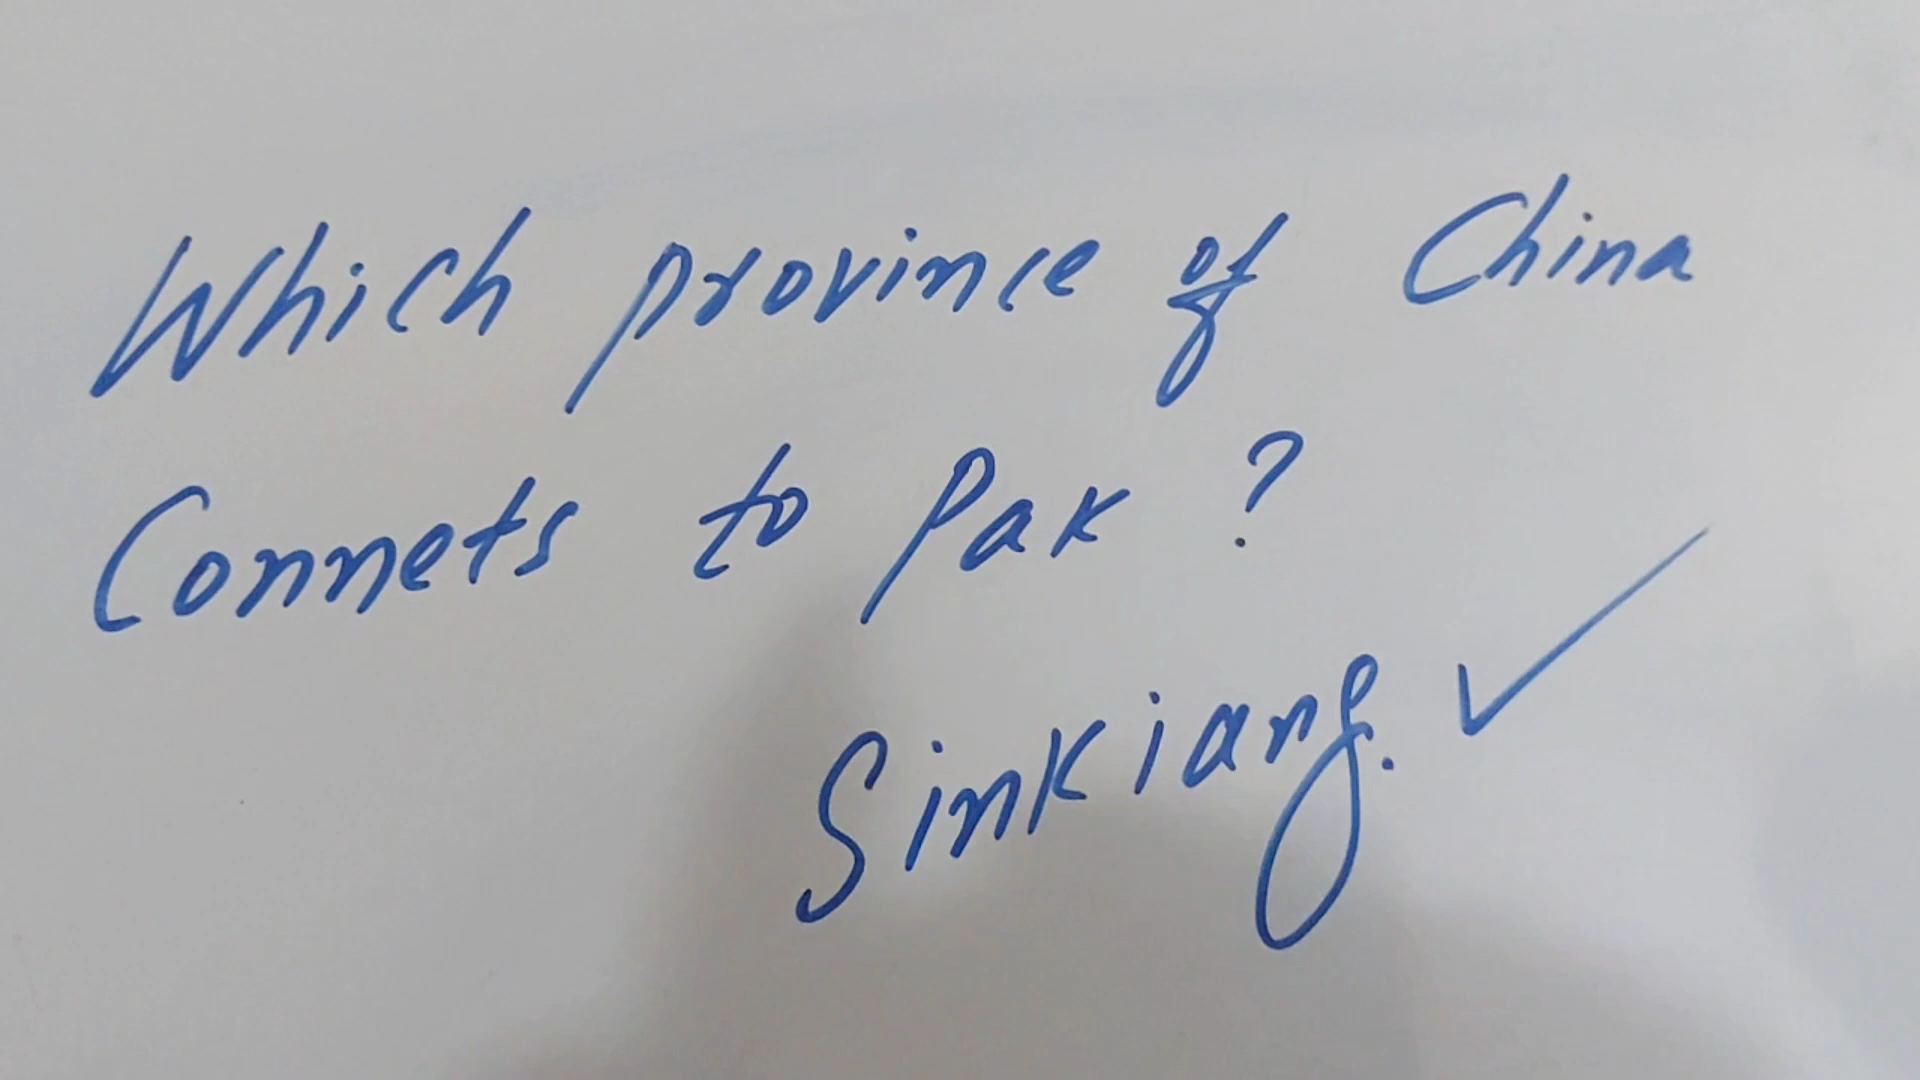 Which province of China
Connets to Pak ?
Sinkiang. ✓